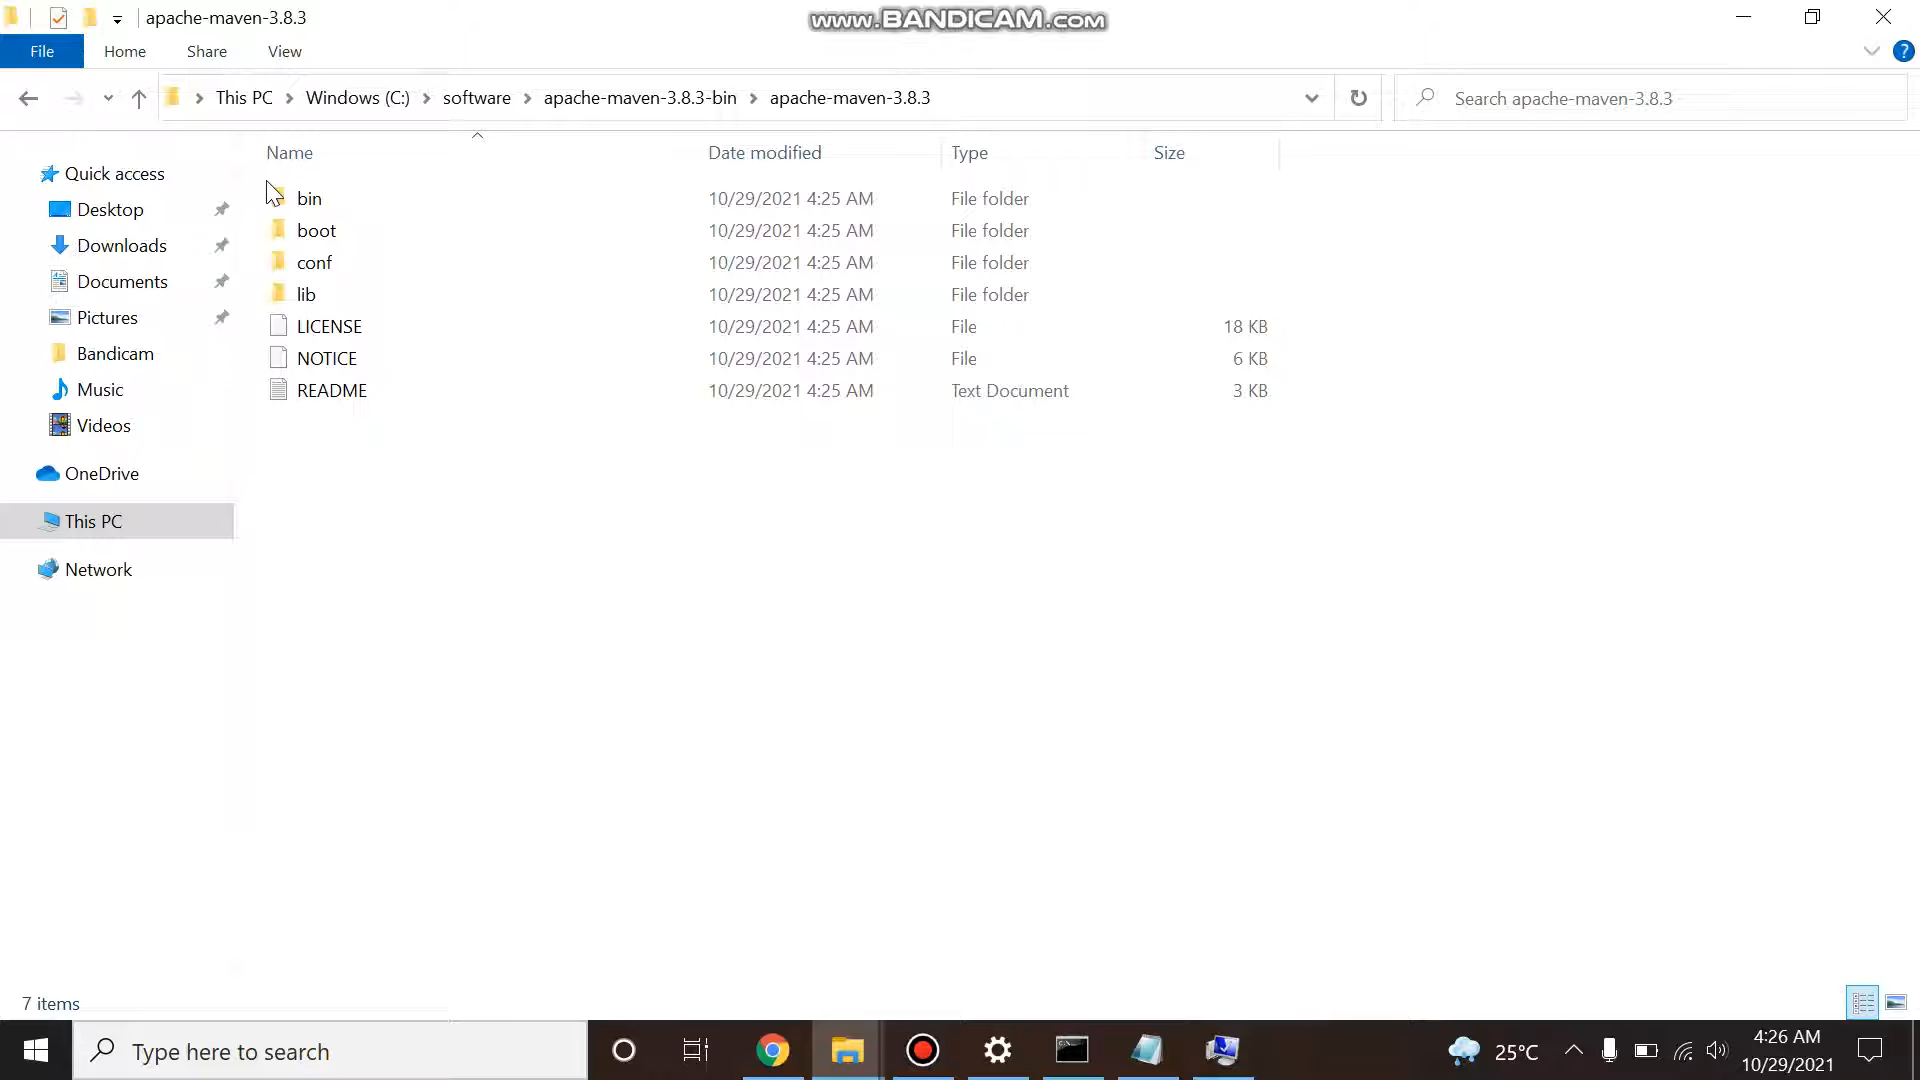 apache-maven-3.8.3
www.BANDICAM.com
File Home Share View
This PC Windows (C:) software apache-maven-3.8.3-bin apache-maven-3.8.3
Search apache-maven-3.8.3
Name Date modified Type Size
Quick access
Desktop
Downloads
Documents
Pictures
Bandicam
Music
Videos
OneDrive
This PC
Network
bin 10/29/2021 4:25 AM File folder
boot 10/29/2021 4:25 AM File folder
conf 10/29/2021 4:25 AM File folder
lib 10/29/2021 4:25 AM File folder
LICENSE 10/29/2021 4:25 AM File 18 KB
NOTICE 10/29/2021 4:25 AM File 6 KB
README 10/29/2021 4:25 AM Text Document 3 KB
7 items
Type here to search
25°C
4:26 AM
10/29/2021